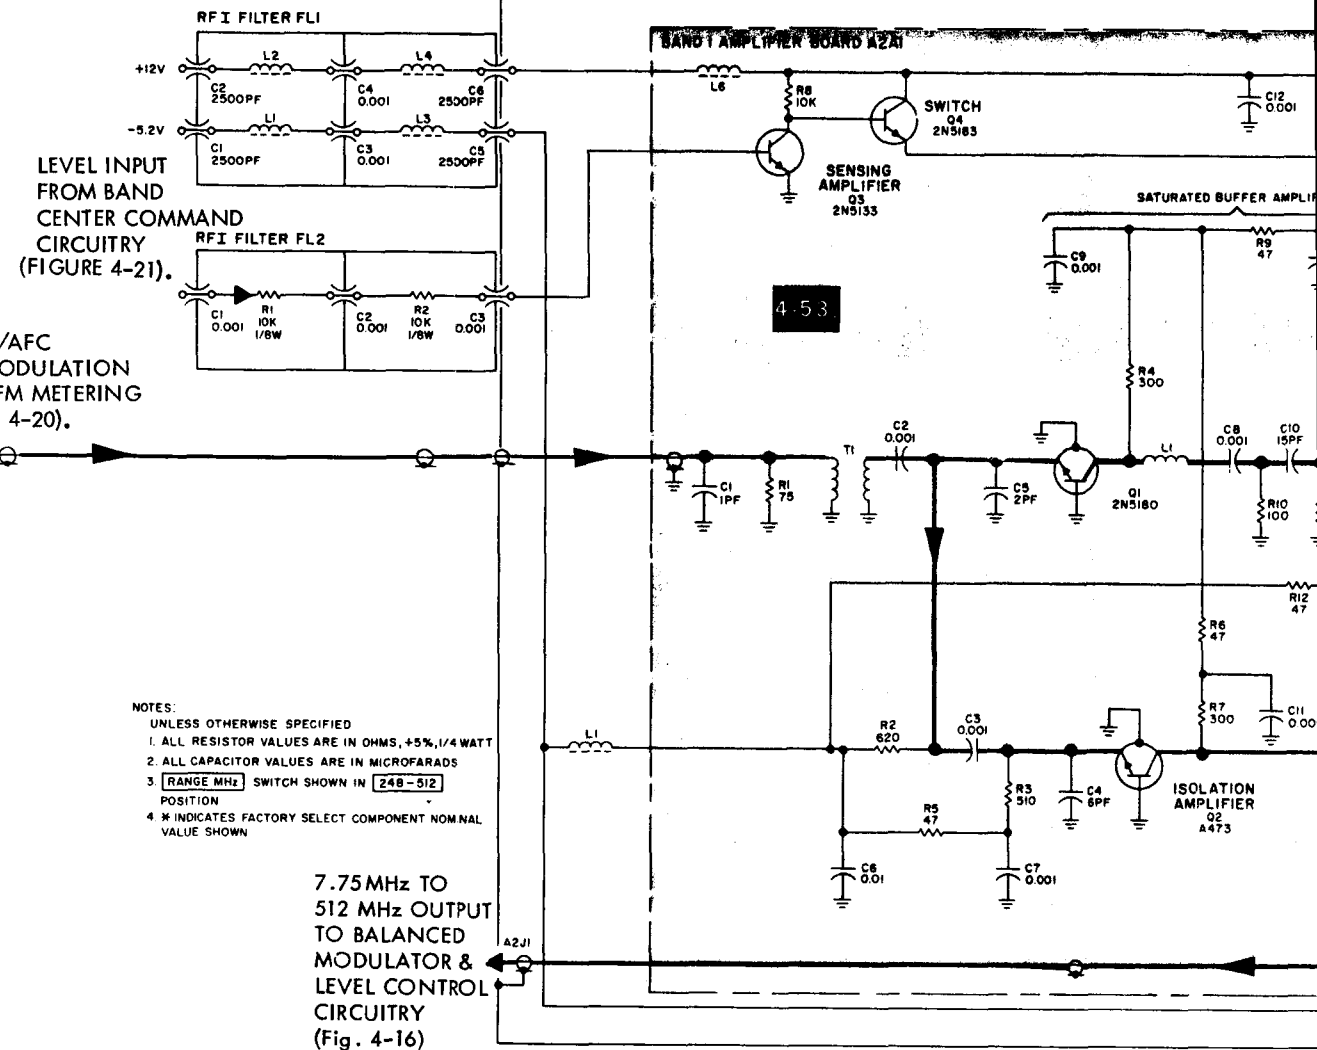 RFI FILTER FL1
+12V
L2
L4
C2
2500PF
C4
0.001
C6
2500PF
-5.2V
L1
L3
C1
2500PF
C3
0.001
C5
2500PF
LEVEL INPUT
FROM BAND
CENTER COMMAND
CIRCUITRY
(FIGURE 4-21).
RFI FILTER FL2
C1
0.001
R1
10K
1/8W
C2
0.001
R2
10K
1/8W
C3
0.001
/AFC
ODULATION
FM METERING
4-20).
BAND 1 AMPLIFIER BOARD A2A1
L6
R8
10K
SWITCH
Q4
2N5183
C12
0.001
SENSING
AMPLIFIER
Q3
2N5133
SATURATED BUFFER AMPLIF
C9
0.001
R9
47
4-53
R4
300
C2
0.001
T1
C1
1PF
R1
75
C5
2PF
Q1
2N5180
L1
C8
0.001
C10
15PF
R10
100
R12
47
R6
47
R7
300
C11
0.00
L1
R2
620
C3
0.001
R3
510
C4
6PF
R5
47
C6
0.01
C7
0.001
ISOLATION
AMPLIFIER
Q2
A473
NOTES:
UNLESS OTHERWISE SPECIFIED
1. ALL RESISTOR VALUES ARE IN OHMS, +5%, 1/4 WATT
2. ALL CAPACITOR VALUES ARE IN MICROFARADS
3. RANGE MHz SWITCH SHOWN IN 248-512
POSITION
4 * INDICATES FACTORY SELECT COMPONENT NOM.NAL
VALUE SHOWN
7.75MHz TO
512 MHz OUTPUT
TO BALANCED
MODULATOR &
LEVEL CONTROL
CIRCUITRY
(Fig. 4-16)
A2J1